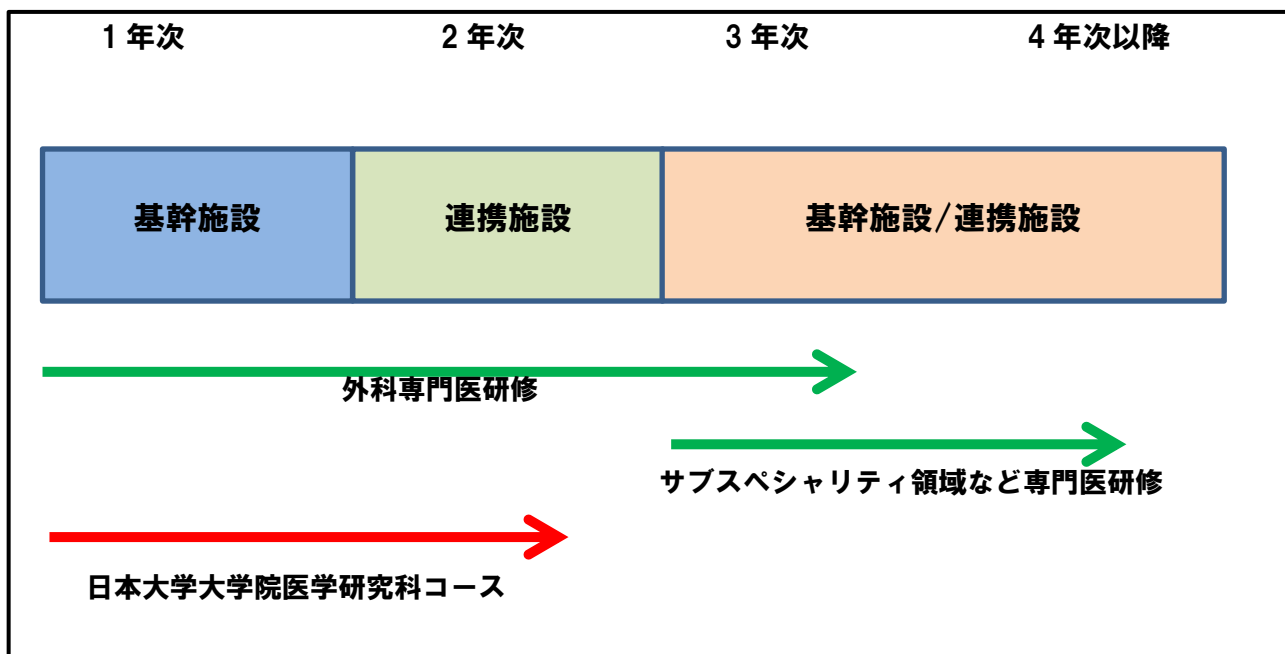 1年次 2年次 3年次 4年次以降
基幹施設 連携施設 基幹施設/連携施設
外科専門医研修
サブスペシャリティ領域など専門医研修
日本大学大学院医学研究科コース